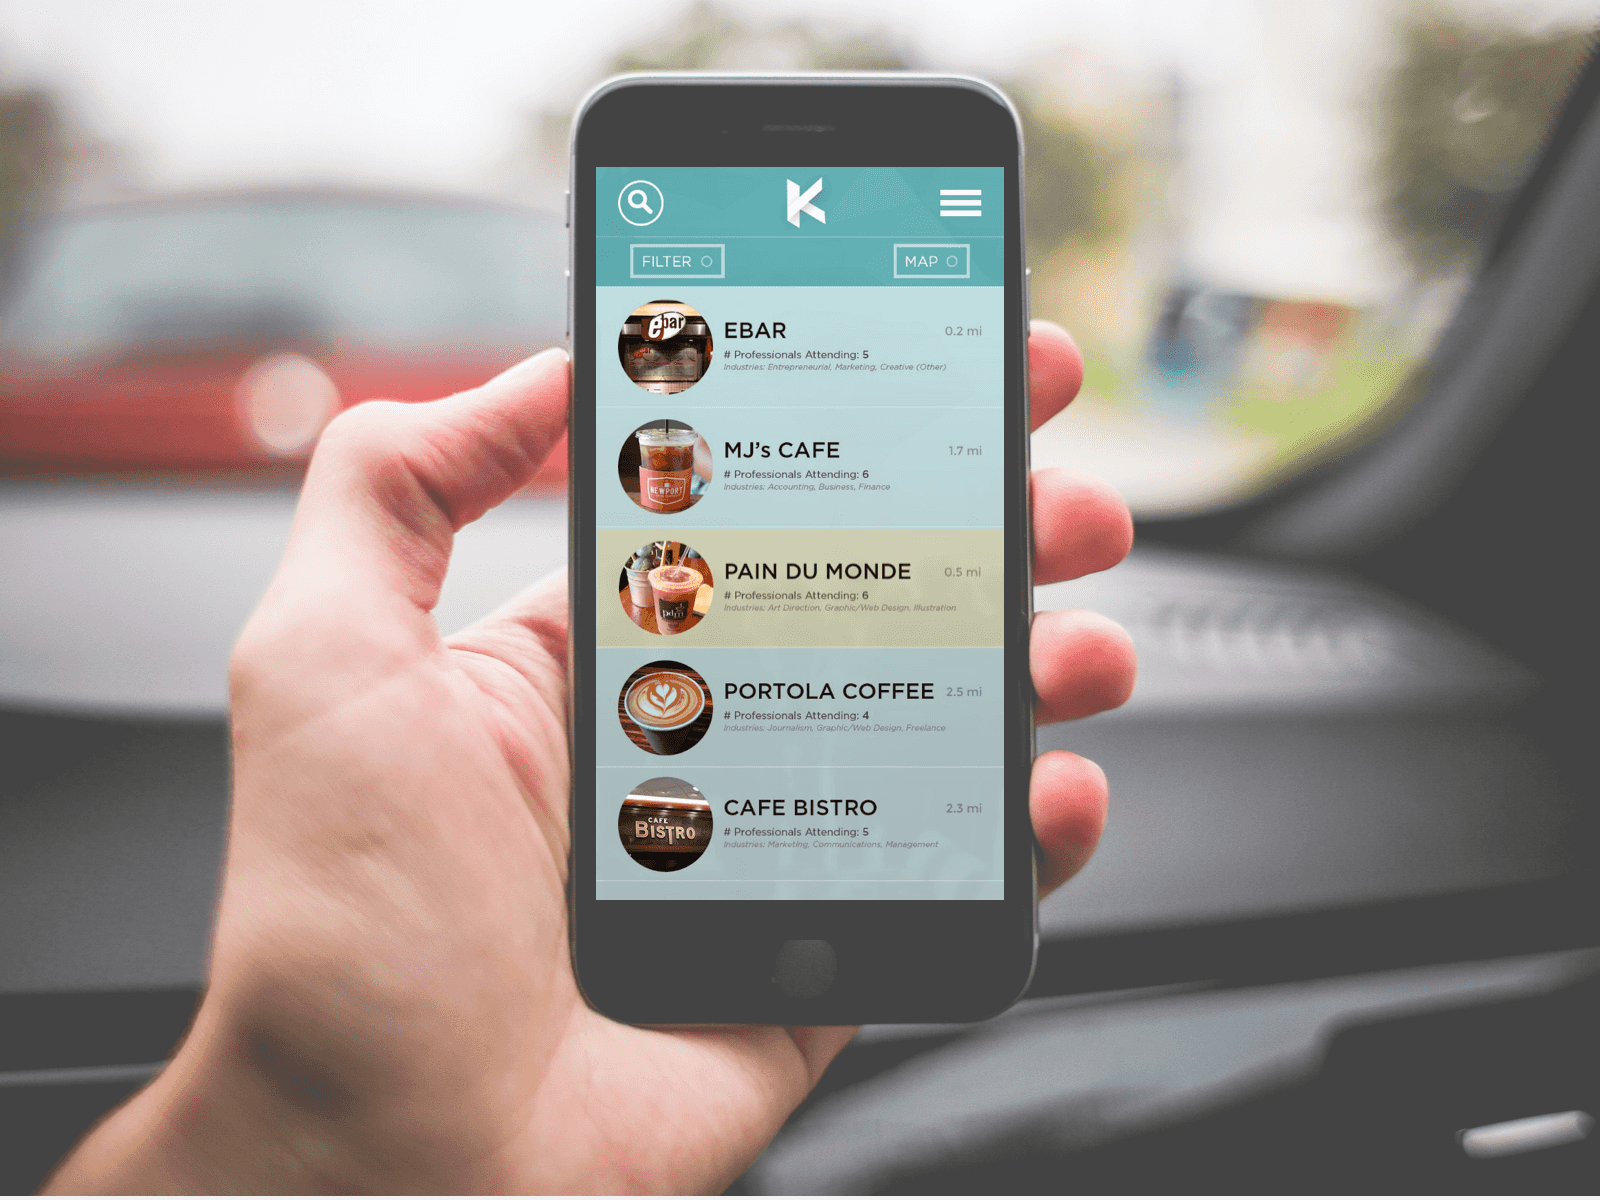 K
FILTER
MAP
ebar
EBAR
0.2 mi
# Professionals Attending: 5
Industries: Entrepreneurial, Marketing, Creative (Other)
NEWPORT
MJ's CAFE
1.7 mi
# Professionals Attending: 6
Industries: Accounting, Business, Finance
pdm
PAIN DU MONDE
0.5 mi
# Professionals Attending: 6
Industries: Art Direction, Graphic/Web Design, Illustration
PORTOLA COFFEE
2.5 mi
# Professionals Attending: 4
Industries: Journalism, Graphic/Web Design, Freelance
CAFE
BISTRO
CAFE BISTRO
2.3 mi
# Professionals Attending: 5
Industries: Marketing, Communications, Management